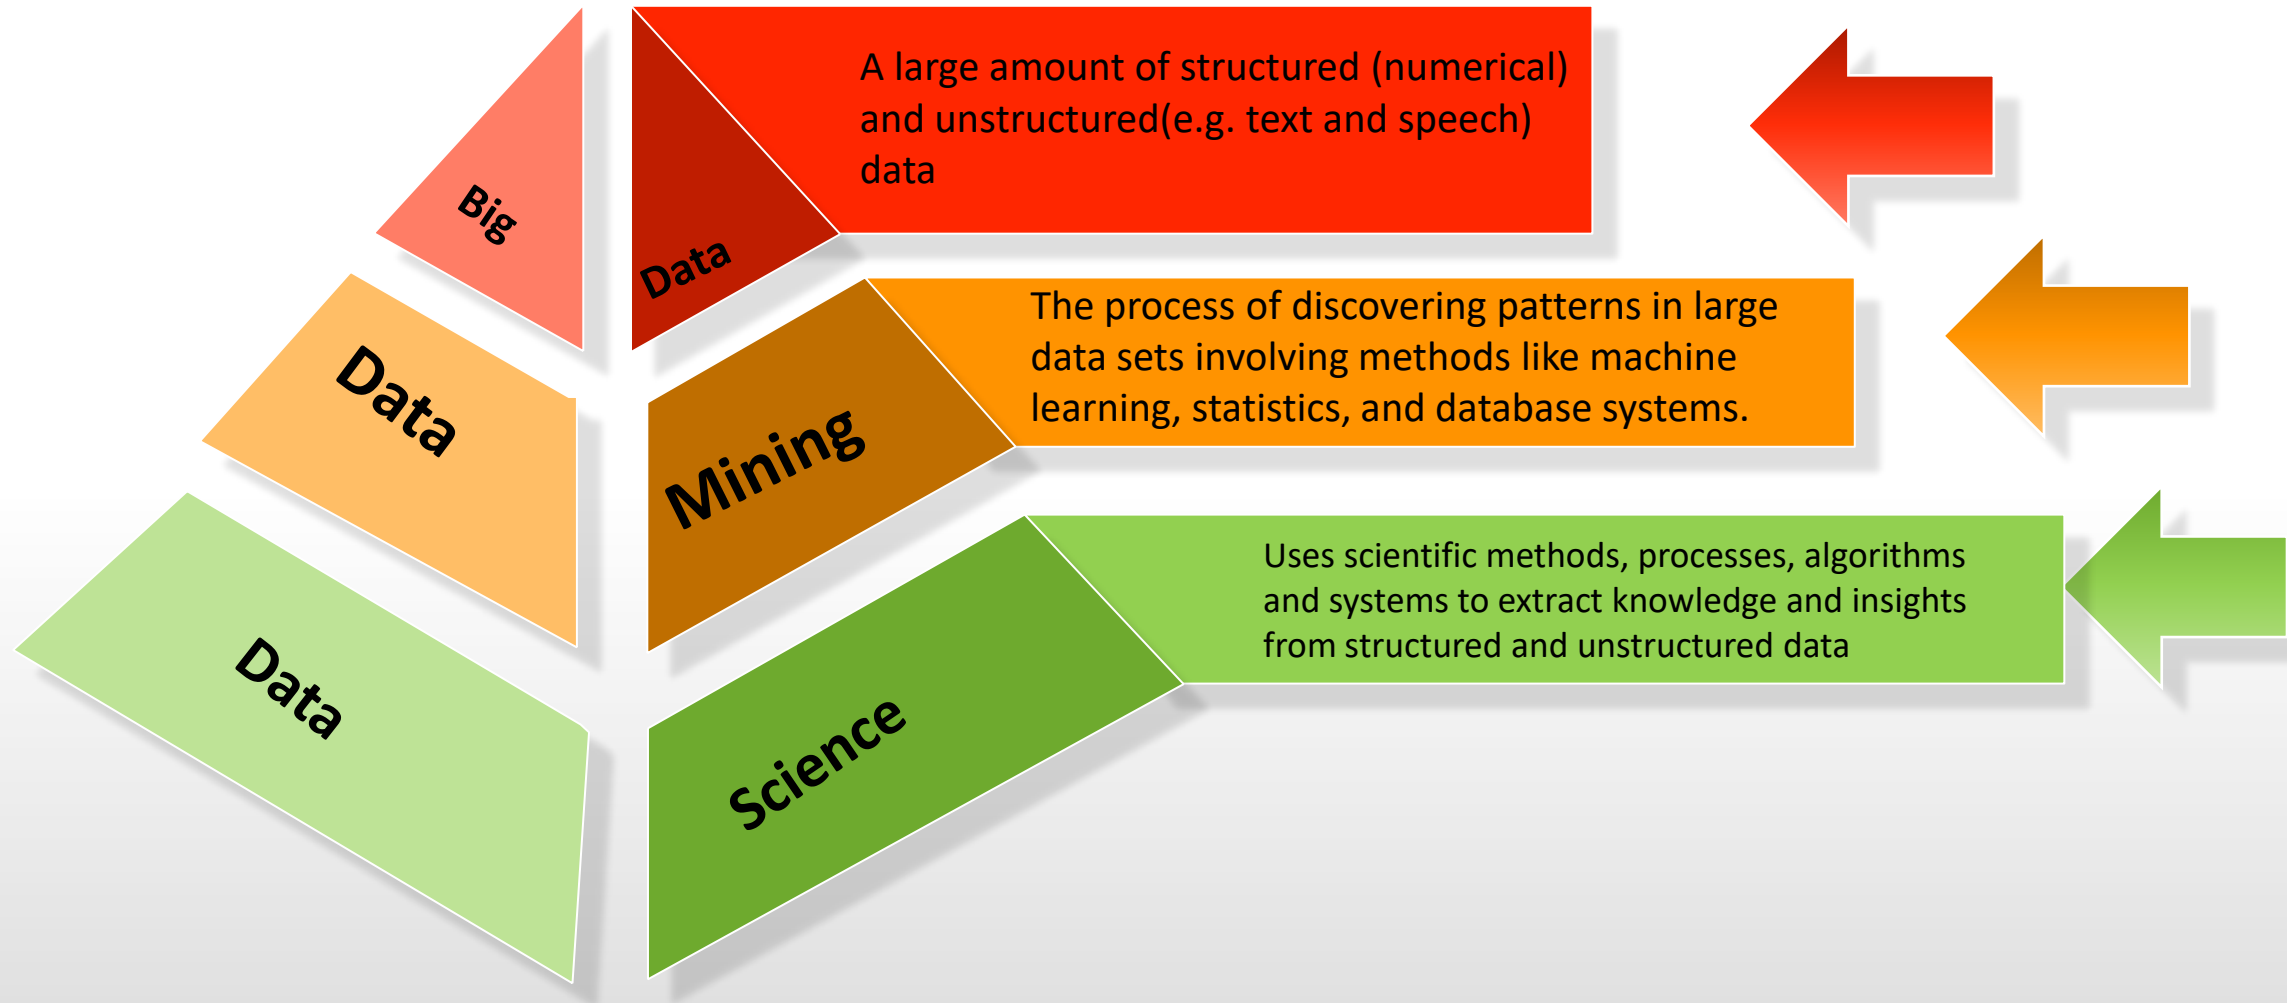 Big
Data
A large amount of structured (numerical)
and unstructured(e.g. text and speech)
data
Data
Mining
The process of discovering patterns in large
data sets involving methods like machine
learning, statistics, and database systems.
Data
Science
Uses scientific methods, processes, algorithms
and systems to extract knowledge and insights
from structured and unstructured data